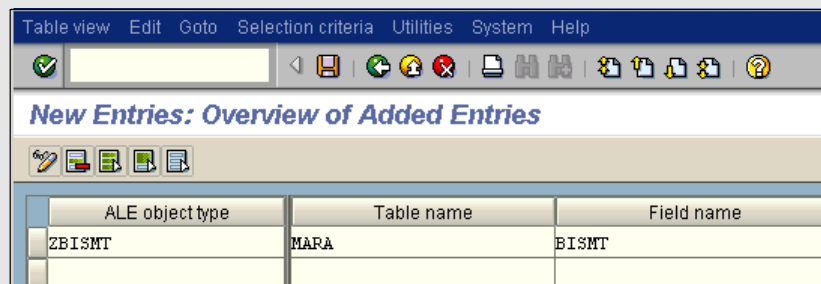 Table view Edit Goto Selection criteria Utilities System Help
New Entries: Overview of Added Entries
ALE object type Table name Field name
ZBISMT MARA BISMT